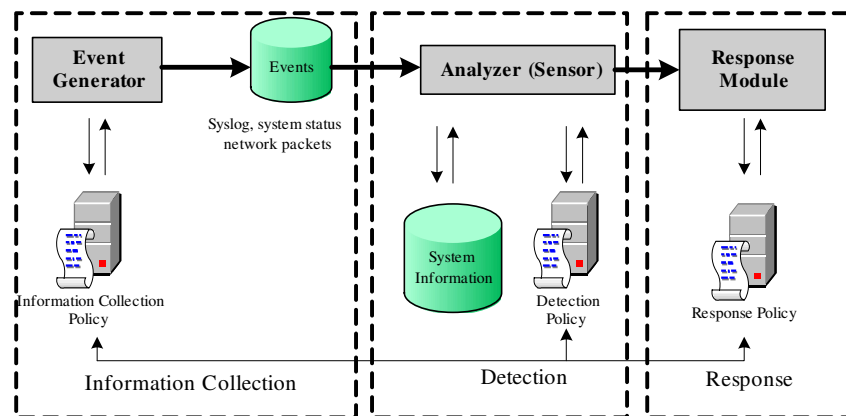 Event
Generator
Events
Syslog, system status
network packets
Information Collection
Policy
Information Collection
Analyzer (Sensor)
System
Information
Detection
Policy
Detection
Response
Module
Response Policy
Response